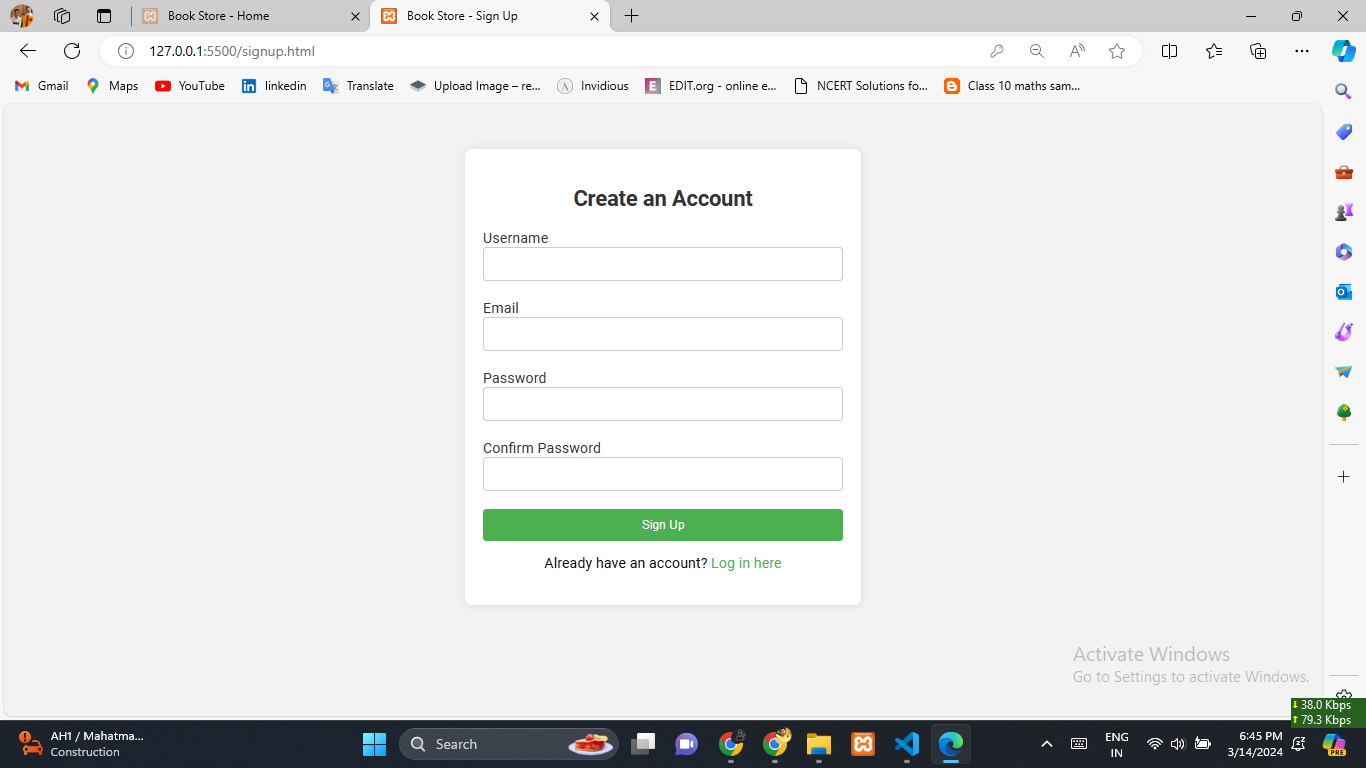 Book Store - Home
Book Store - Sign Up
127.0.0.1:5500/signup.html
Gmail
Maps
YouTube
linkedin
Translate
Upload Image – re...
Invidious
EDIT.org - online e...
NCERT Solutions fo...
Class 10 maths sam...
Create an Account
Username
Email
Password
Confirm Password
Sign Up
Already have an account? Log in here
Activate Windows
Go to Settings to activate Windows.
38.0 Kbps
79.3 Kbps
AH1 / Mahatma...
Construction
Search
ENG
IN
6:45 PM
3/14/2024
PRE